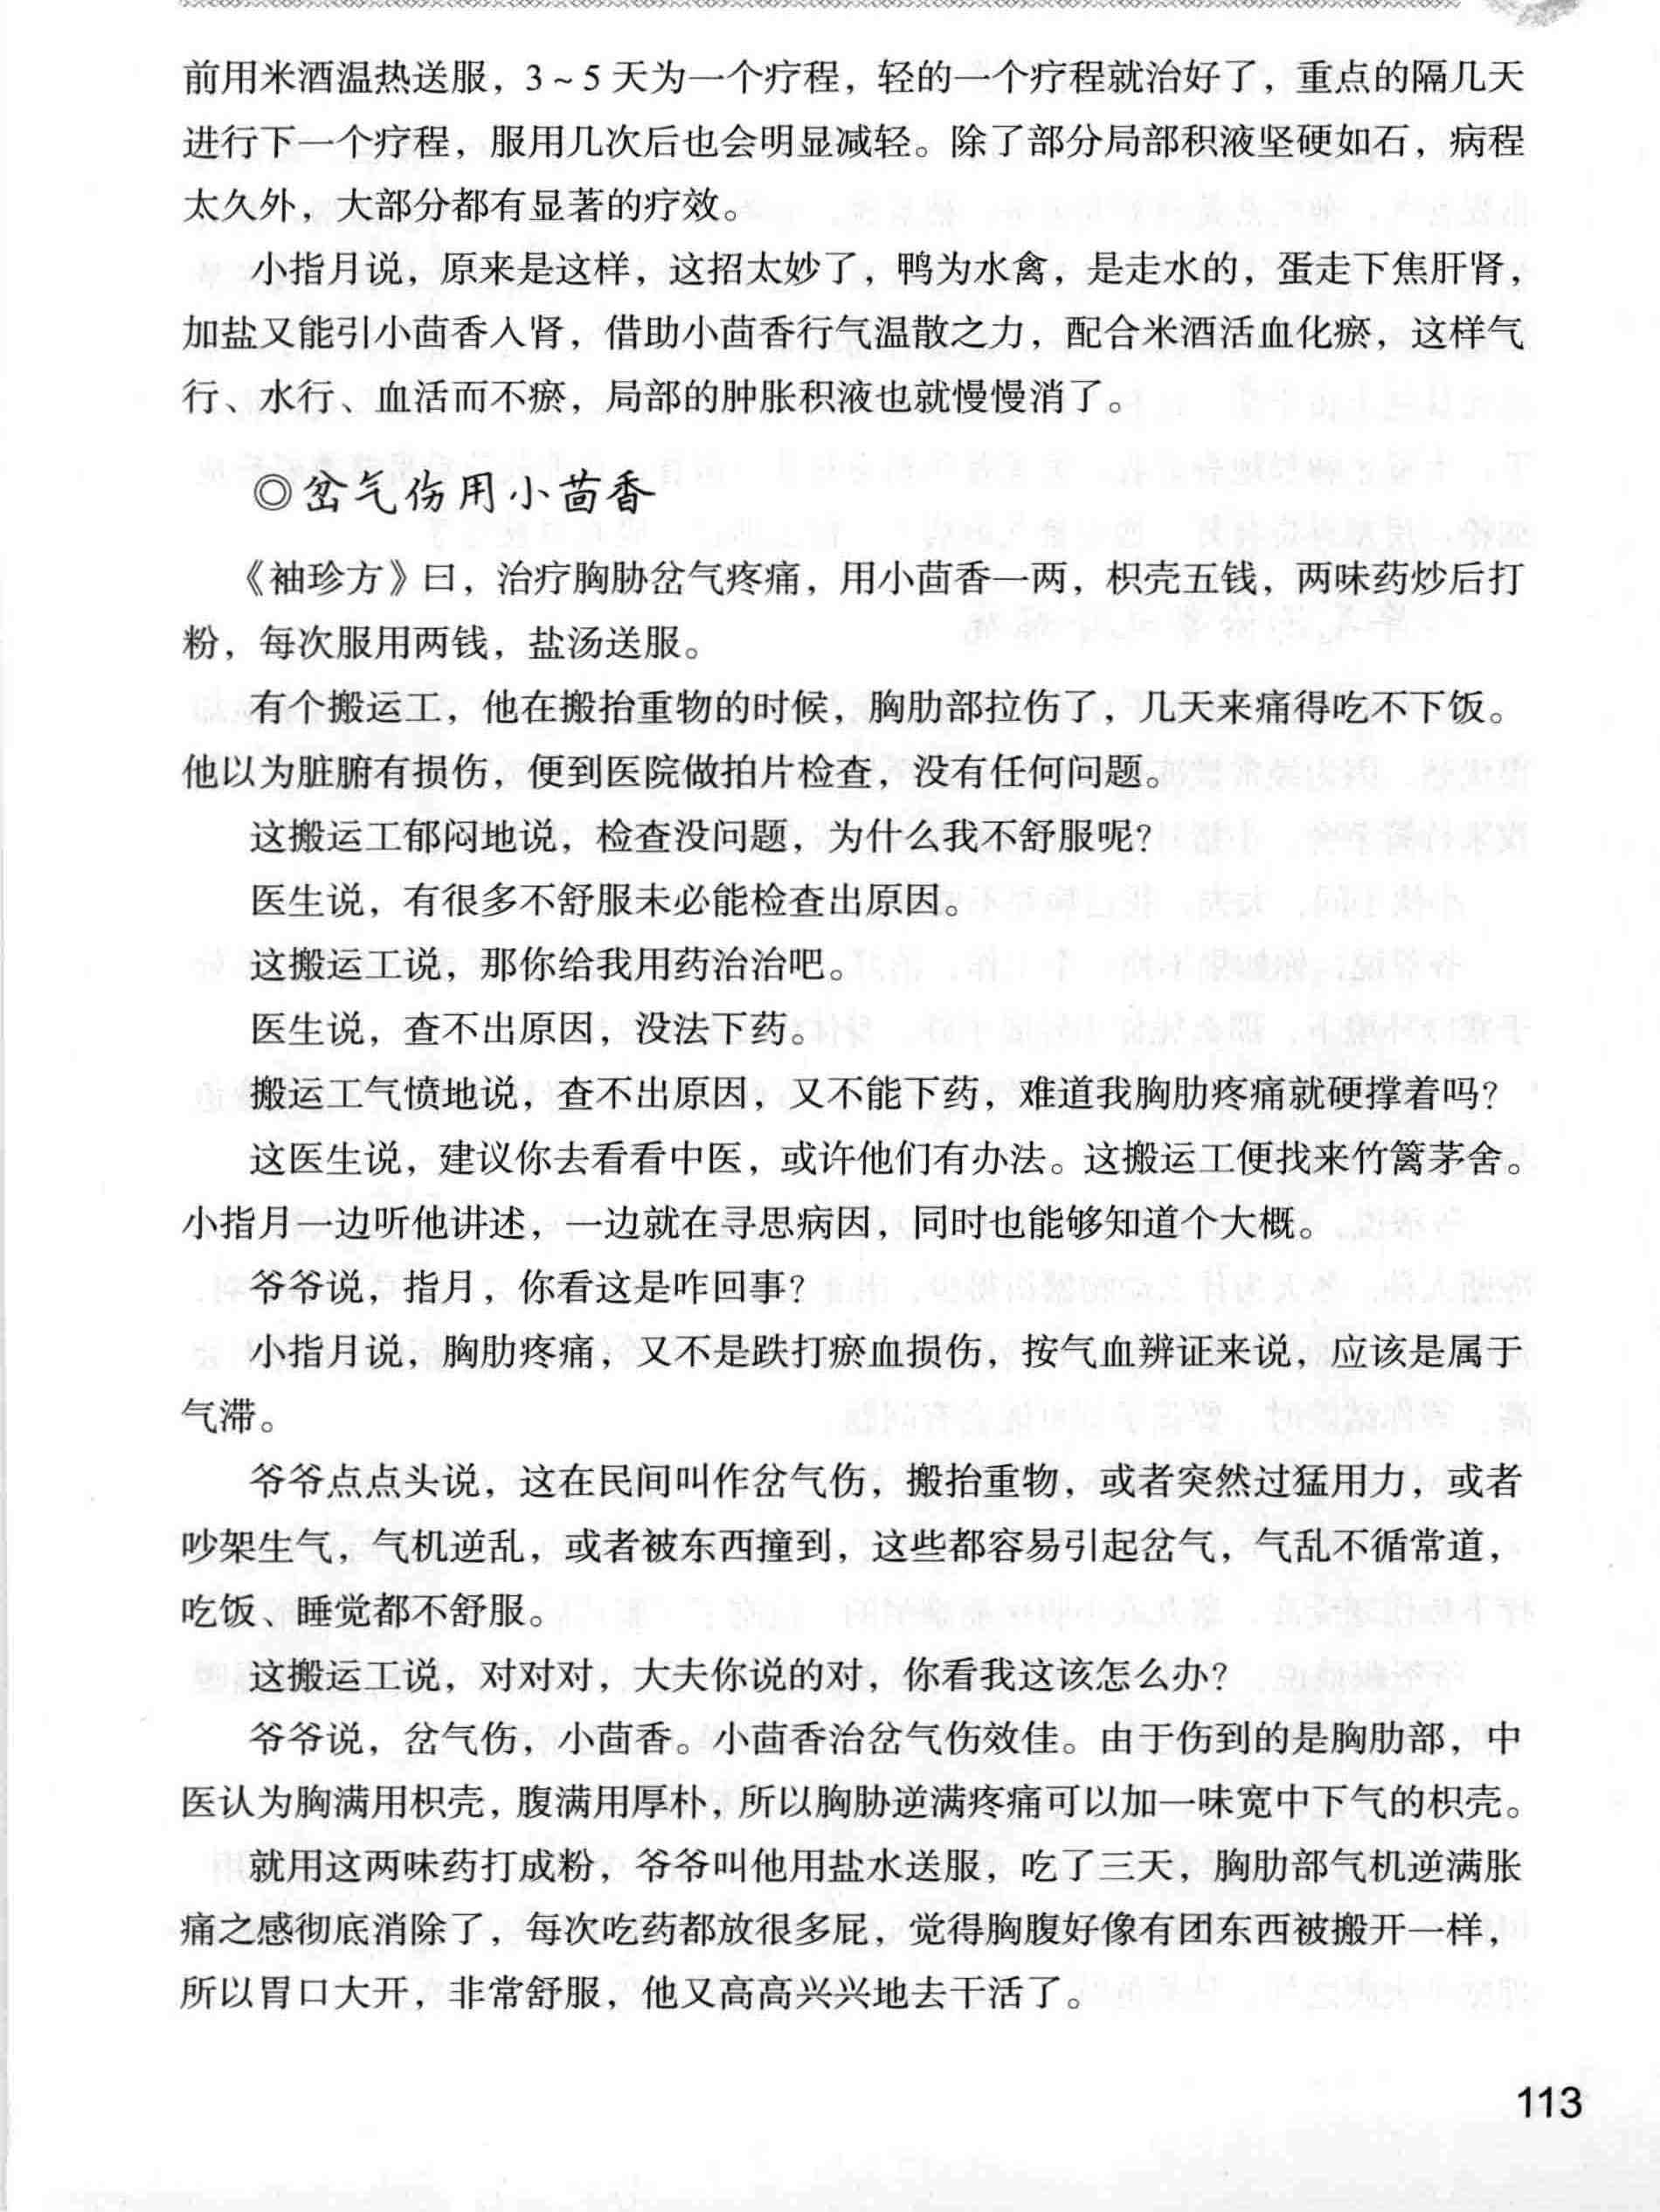 前用米酒温热送服，3~5天为一个疗程，轻的一个疗程就治好了，重点的隔几天
进行下一个疗程，服用几次后也会明显减轻。除了部分局部积液坚硬如石，病程
太久外，大部分都有显著的疗效。
小指月说，原来是这样，这招太妙了，鸭为水禽，是走水的，蛋走下焦肝肾，
加盐又能引小茴香入肾，借助小茴香行气温散之力，配合米酒活血化瘀，这样气
行、水行、血活而不瘀，局部的肿胀积液也就慢慢消了。
◎岔气伤用小茴香
《袖珍方》曰，治疗胸胁岔气疼痛，用小茴香一两，枳壳五钱，两味药炒后打
粉，每次服用两钱，盐汤送服。
有个搬运工，他在搬抬重物的时候，胸肋部拉伤了，几天来痛得吃不下饭。
他以为脏腑有损伤，便到医院做拍片检查，没有任何问题。
这搬运工郁闷地说，检查没问题，为什么我不舒服呢？
医生说，有很多不舒服未必能检查出原因。
这搬运工说，那你给我用药治治吧。
医生说，查不出原因，没法下药。
搬运工气愤地说，查不出原因，又不能下药，难道我胸肋疼痛就硬撑着吗？
这医生说，建议你去看看中医，或许他们有办法。这搬运工便找来竹篱茅舍。
小指月一边听他讲述，一边就在寻思病因，同时也能够知道个大概。
爷爷说，指月，你看这是咋回事？
小指月说，胸肋疼痛，又不是跌打瘀血损伤，按气血辨证来说，应该是属于
气滞。
爷爷点点头说，这在民间叫作岔气伤，搬抬重物，或者突然过猛用力，或者
吵架生气，气机逆乱，或者被东西撞到，这些都容易引起岔气，气乱不循常道，
吃饭、睡觉都不舒服。
这搬运工说，对对对，大夫你说的对，你看我这该怎么办？
爷爷说，岔气伤，小茴香。小茴香治岔气伤效佳。由于伤到的是胸肋部，中
医认为胸满用枳壳，腹满用厚朴，所以胸胁逆满疼痛可以加一味宽中下气的枳壳。
就用这两味药打成粉，爷爷叫他用盐水送服，吃了三天，胸肋部气机逆满胀
痛之感彻底消除了，每次吃药都放很多屁，觉得胸腹好像有团东西被搬开一样，
所以胃口大开，非常舒服，他又高高兴兴地去干活了。
113